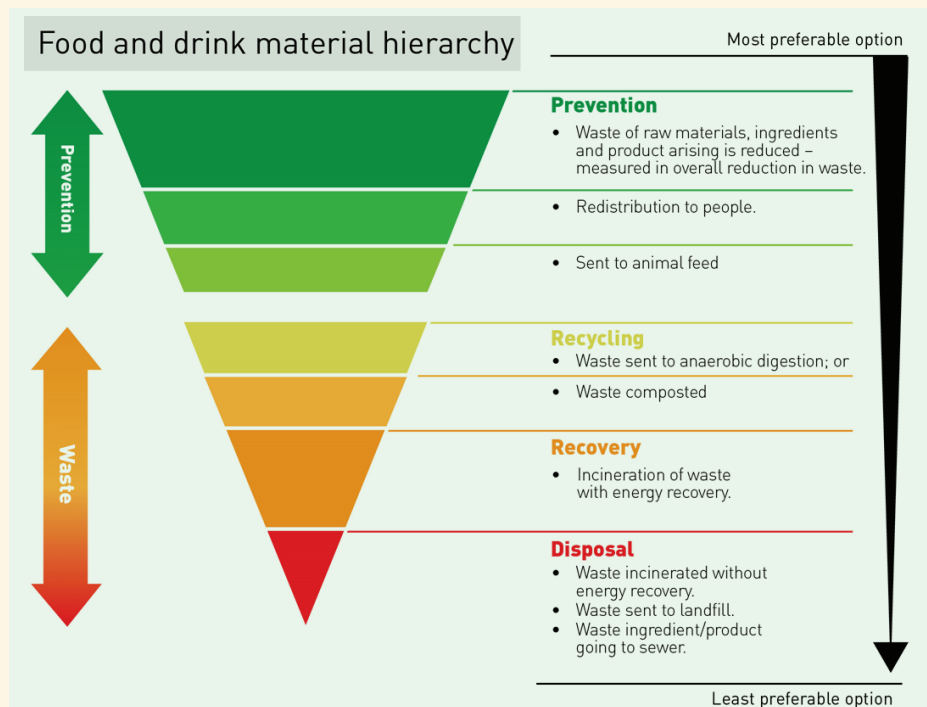 Food and drink material hierarchy
Most preferable option
Prevention
Prevention
• Waste of raw materials, ingredients
and product arising is reduced –
measured in overall reduction in waste.
• Redistribution to people.
• Sent to animal feed
Waste
Recycling
• Waste sent to anaerobic digestion; or
• Waste composted
Recovery
• Incineration of waste
with energy recovery.
Disposal
• Waste incinerated without
energy recovery.
• Waste sent to landfill.
• Waste ingredient/product
going to sewer.
Least preferable option